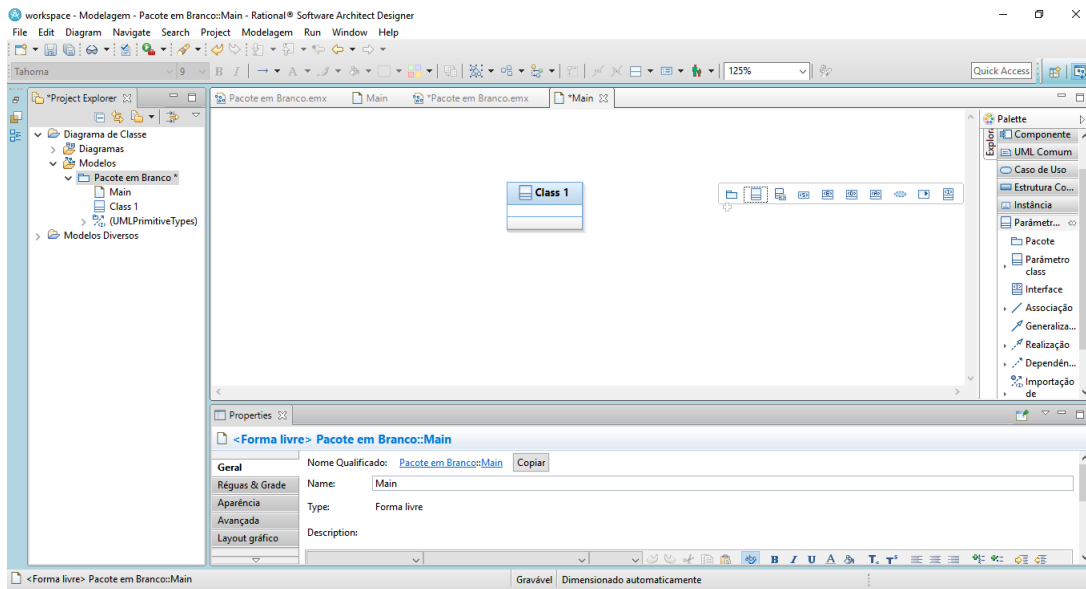 workspace - Modelagem - Pacote em Branco::Main - Rational® Software Architect Designer
File Edit Diagram Navigate Search Project Modelagem Run Window Help
Tahoma 9 B I A 125% Quick Access
*Project Explorer
Pacote em Branco.emx Main *Pacote em Branco.emx *Main
Diagrama de Classe
Diagramas
Modelos
Pacote em Branco *
Main
Class 1
(UMLPrimitiveTypes)
Modelos Diversos
Class 1
Palette
Explor
Componente
UML Comum
Caso de Uso
Estrutura Co...
Instância
Parâmetr...
Pacote
Parâmetro
class
Interface
Associação
Generaliza...
Realização
Dependên...
Importação
de
Properties
<Forma livre> Pacote em Branco::Main
Geral
Réguas & Grade
Aparência
Avançada
Layout gráfico
Nome Qualificado: Pacote em Branco::Main Copiar
Name: Main
Type: Forma livre
Description:
abc B I U A T, T^s
<Forma livre> Pacote em Branco::Main Gravável Dimensionado automaticamente